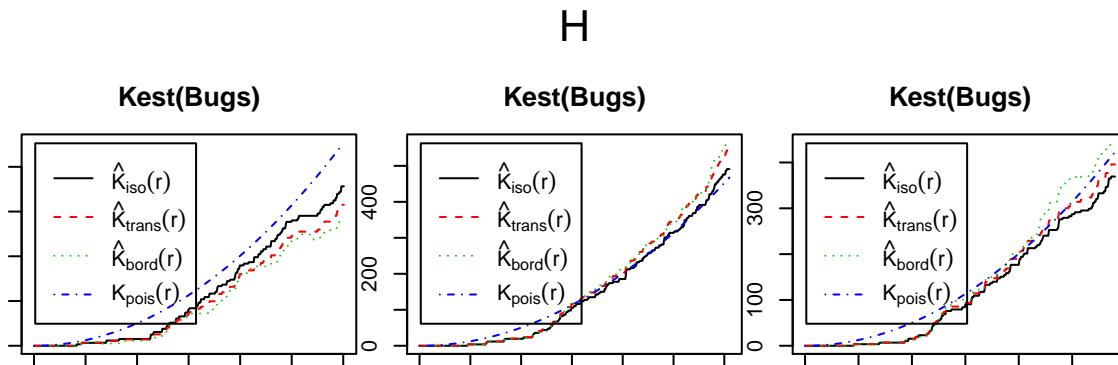 H
Kest(Bugs)
K̂iso(r)
K̂trans(r)
K̂bord(r)
Kpois(r)
Kest(Bugs)
0
200
400
K̂iso(r)
K̂trans(r)
K̂bord(r)
Kpois(r)
Kest(Bugs)
0
100
300
K̂iso(r)
K̂trans(r)
K̂bord(r)
Kpois(r)